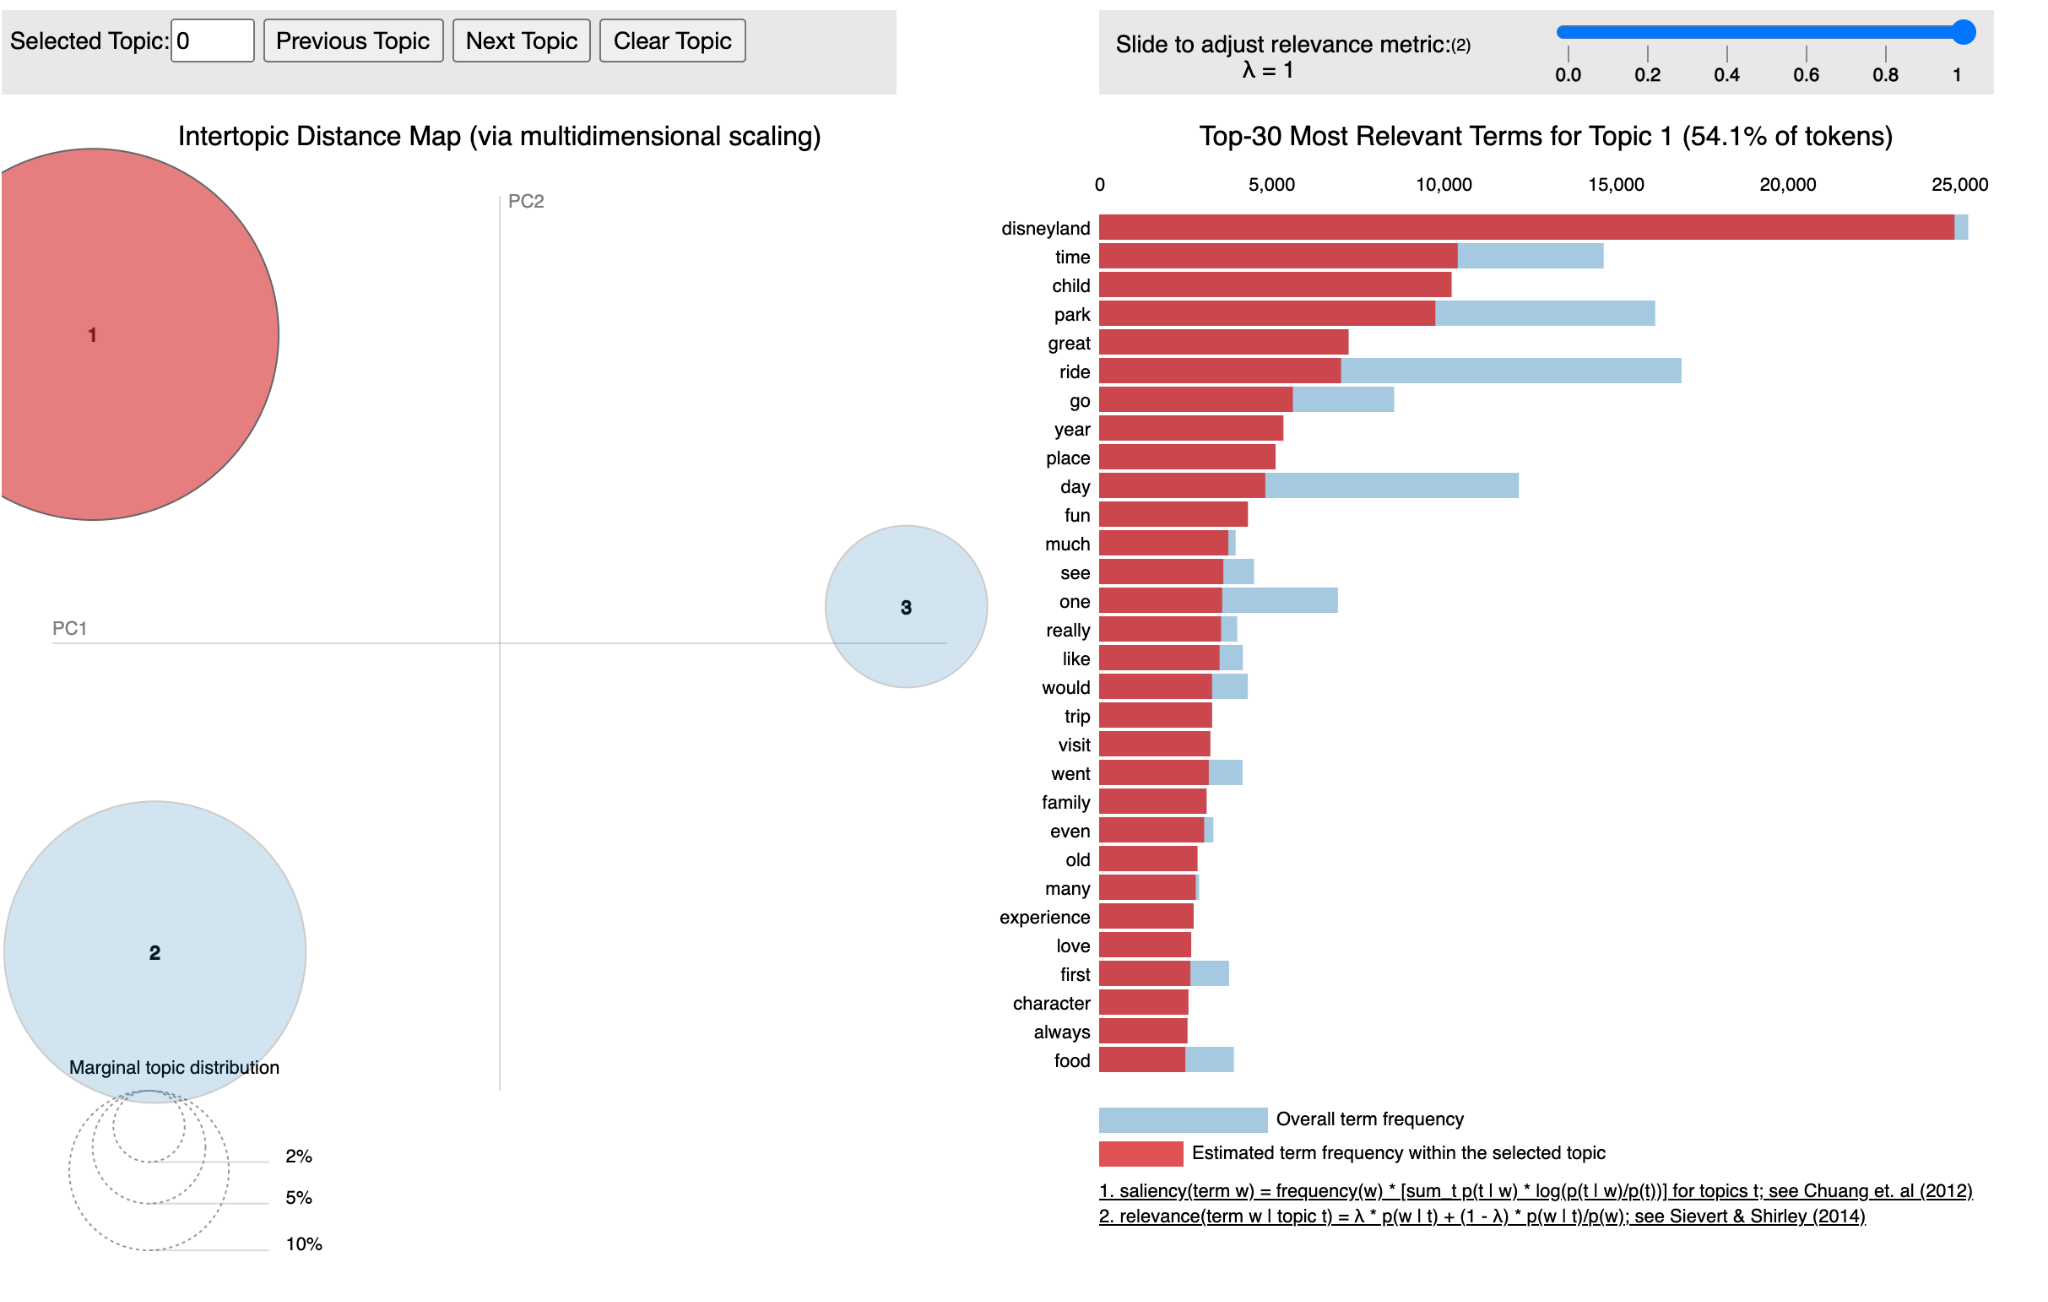 Selected Topic: 0 Previous Topic Next Topic Clear Topic
Slide to adjust relevance metric:(2)
λ = 1
0.0 0.2 0.4 0.6 0.8 1
Intertopic Distance Map (via multidimensional scaling)
PC2
PC1
1
2
3
Marginal topic distribution
2%
5%
10%
Top-30 Most Relevant Terms for Topic 1 (54.1% of tokens)
0 5,000 10,000 15,000 20,000 25,000
disneyland
time
child
park
great
ride
go
year
place
day
fun
much
see
one
really
like
would
trip
visit
went
family
even
old
many
experience
love
first
character
always
food
Overall term frequency
Estimated term frequency within the selected topic
1. saliency(term w) = frequency(w) * [sum_t p(t | w) * log(p(t | w)/p(t))] for topics t; see Chuang et. al (2012)
2. relevance(term w | topic t) = λ * p(w | t) + (1 - λ) * p(w | t)/p(w); see Sievert & Shirley (2014)